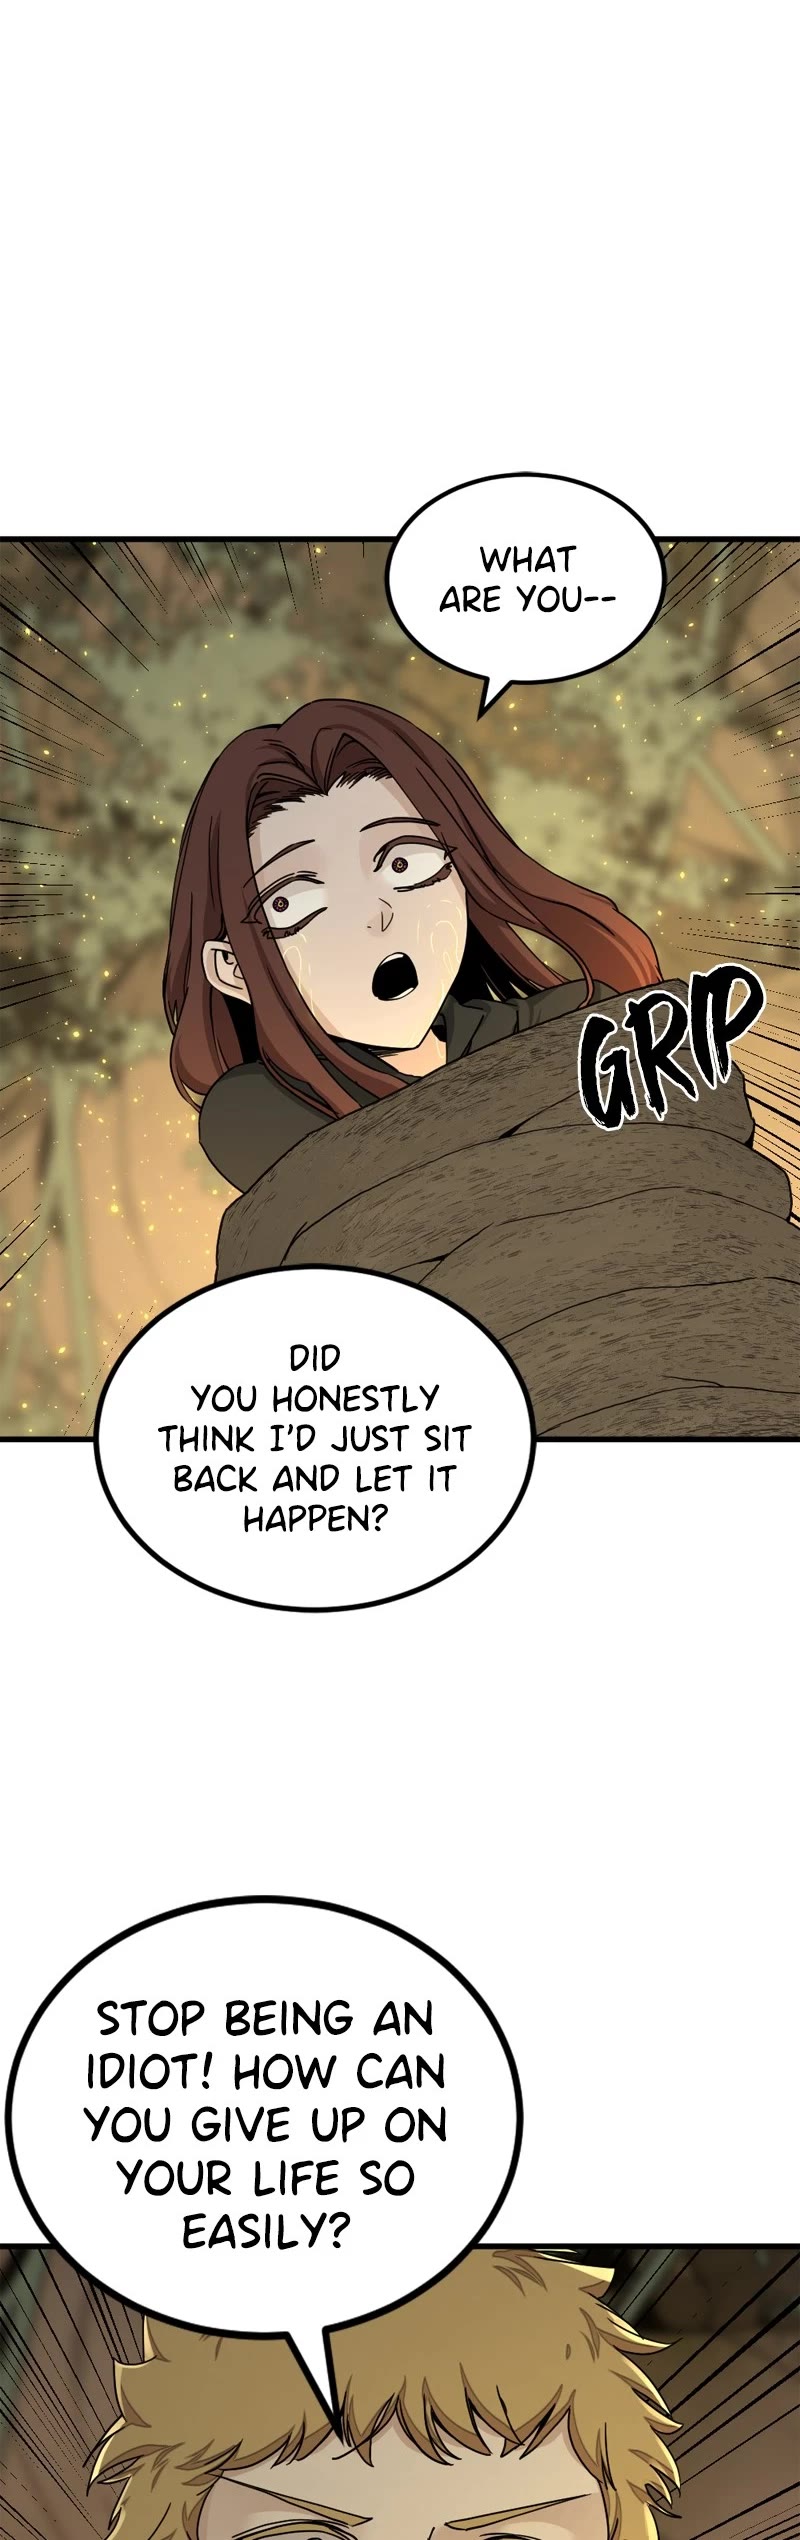 WHAT
ARE YOU--
GRIP
DID
YOU HONESTLY
THINK I'D JUST SIT
BACK AND LET IT
HAPPEN?
STOP BEING AN
IDIOT! HOW CAN
YOU GIVE UP ON
YOUR LIFE SO
EASILY?